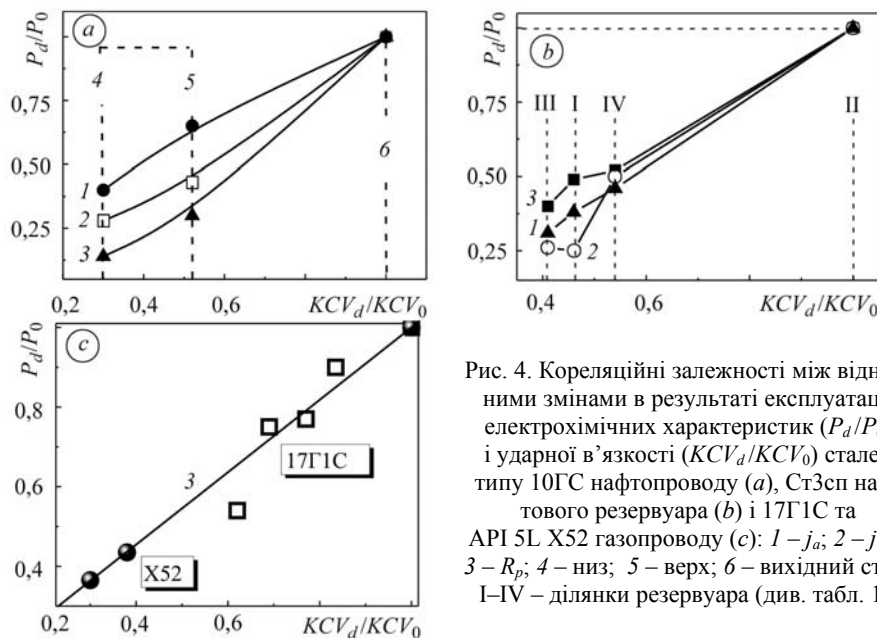 P_d/P_0
a
4
5
6
0,75
0,50
0,25
1
2
3
0,2 0,4 0,6 KCV_d/KCV_0
P_d/P_0
b
III I IV II
0,75
0,50
0,25
3
1
2
0,4 0,6 KCV_d/KCV_0
P_d/P_0
c
0,8
0,6
0,4
3
17Г1С
X52
0,2 0,4 0,6 KCV_d/KCV_0
Рис. 4. Кореляційні залежності між
ними змінами в результаті
електрохімічних характеристик (P_d/P
і ударної в’язкості (KCV_d/KCV_0)
типу 10ГС нафтопроводу (a), Ст3сп
тового резервуара (b) і 17Г1С та
API 5L X52 газопроводу (c): 1 – j_a; 2 – j
3 – R_p; 4 – низ; 5 – верх; 6 – вихідний
I–IV – ділянки резервуара (див. табл. 1